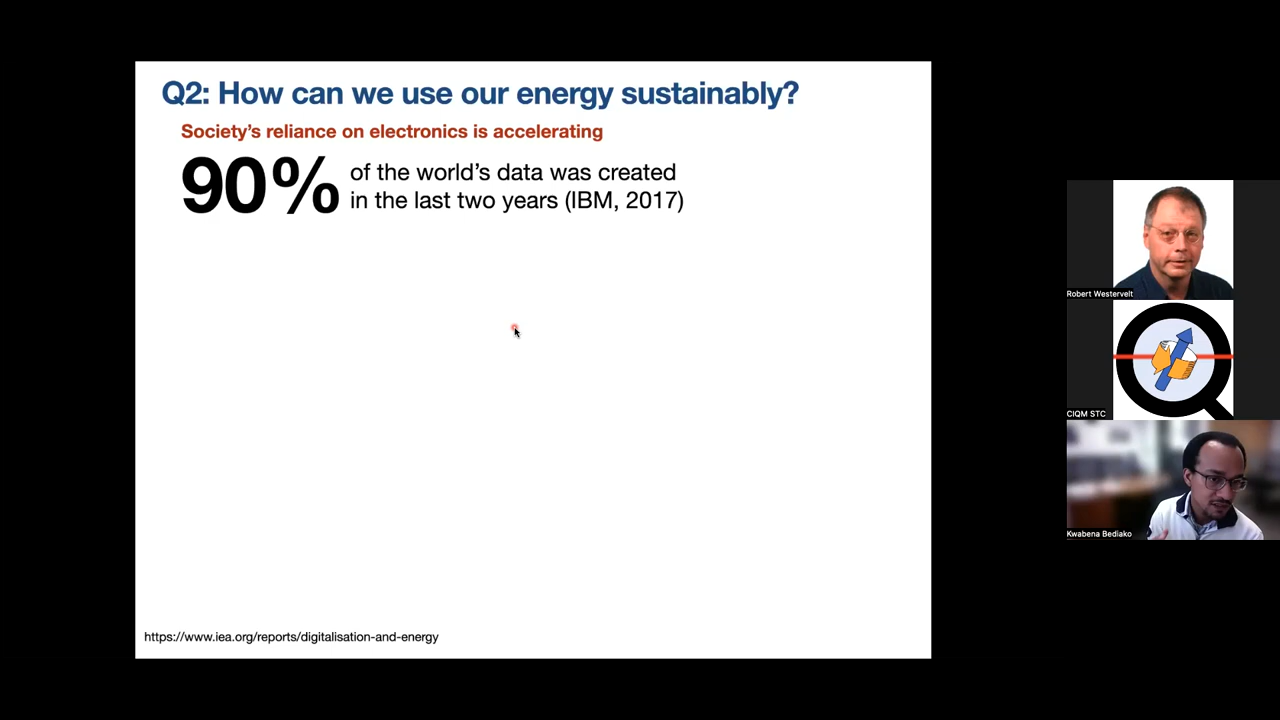 Q2: How can we use our energy sustainably?
Society's reliance on electronics is accelerating
90%
of the world's data was created
in the last two years (IBM, 2017)
https://www.iea.org/reports/digitalisation-and-energy
Robert Westervelt
CIQM STC
Kwabena Bediako